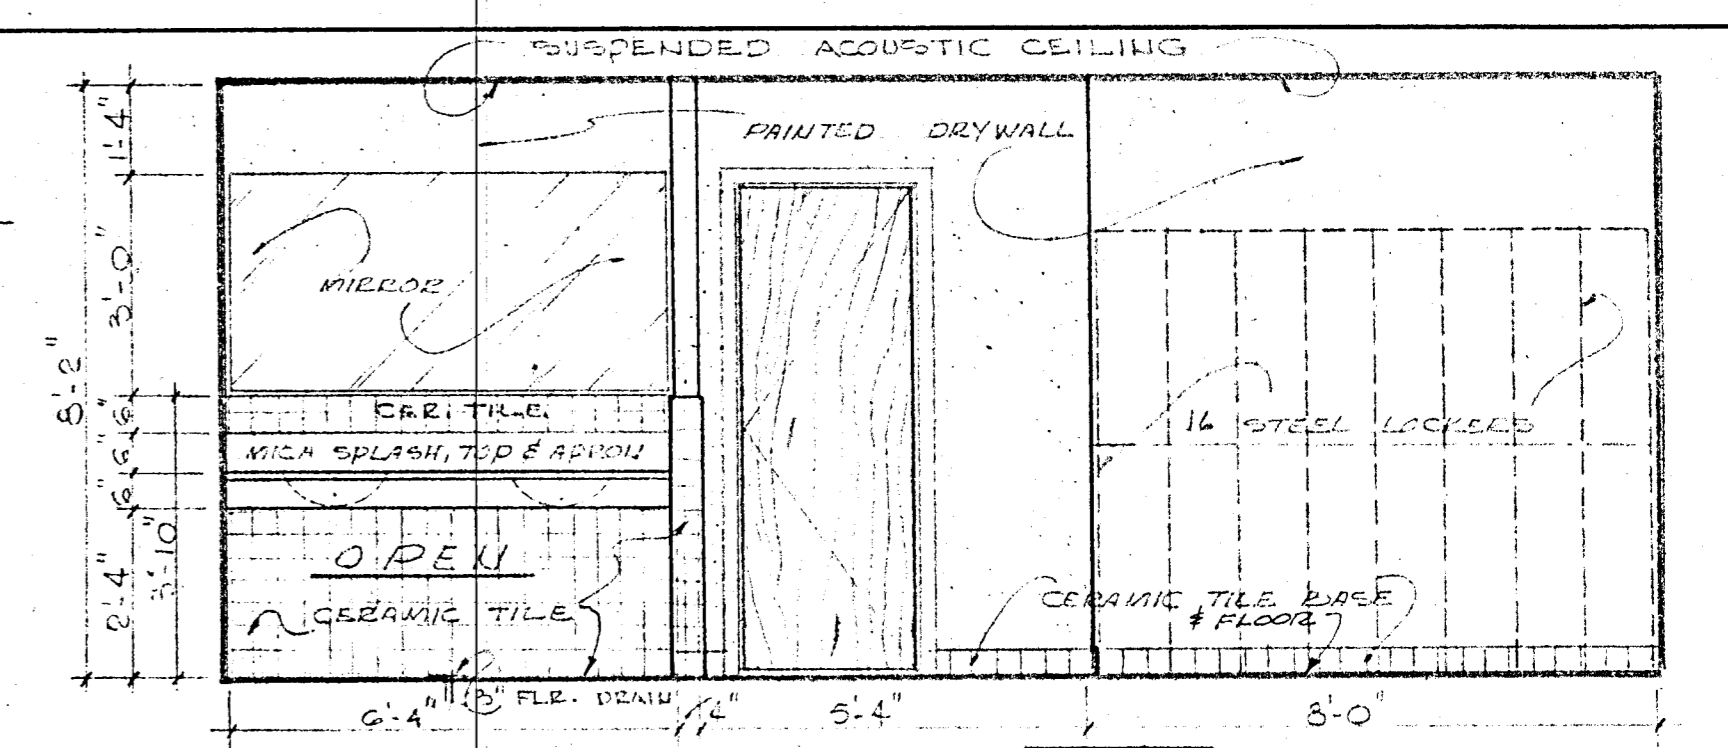 SUSPENDED ACOUSTIC CEILING
PAINTED DRYWALL
1'-4"
3'-0"
8'-2"
MIRROR
6"
CER. TILE
6"
MICA SPLASH, TOP & APRON
6"
16 STEEL LOCKERS
3'-10"
2'-4"
OPEN
CERAMIC TILE
CERAMIC TILE BASE
& FLOOR
3" FLR. DRAIN
6'-4"
4"
5'-4"
8'-0"